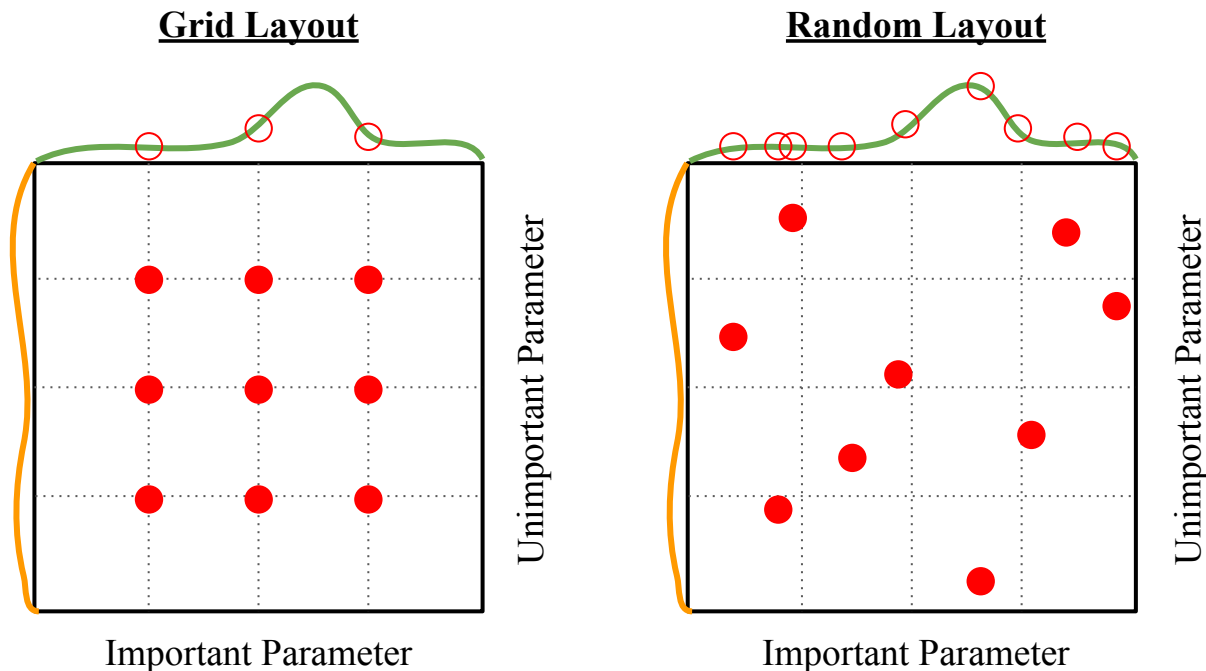 Grid Layout
Unimportant Parameter
Important Parameter
Random Layout
Unimportant Parameter
Important Parameter